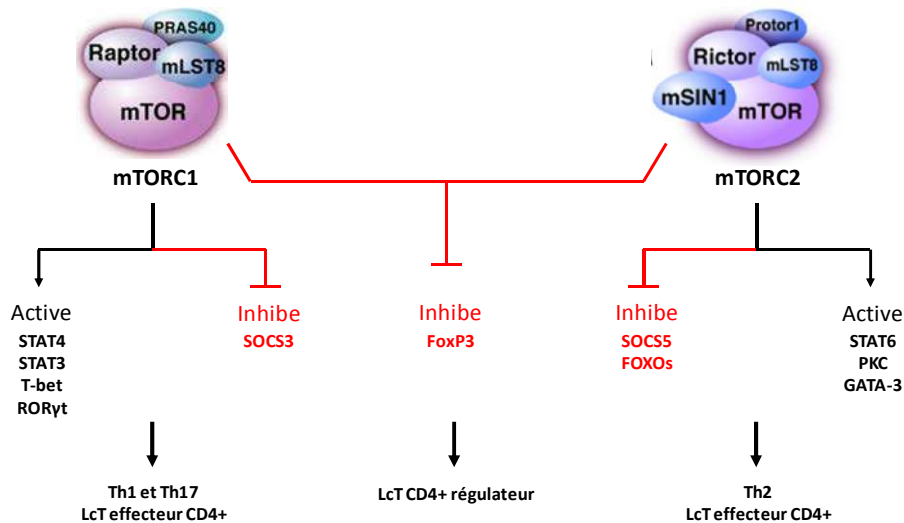 PRAS40
Raptor
mLST8
mTOR
mTORC1
Protor1
Rictor
mLST8
mSIN1
mTOR
mTORC2
Active
STAT4
STAT3
T-bet
RORγt
Inhibe
SOCS3
Inhibe
FoxP3
Inhibe
SOCS5
FOXOs
Active
STAT6
PKC
GATA-3
Th1 et Th17
LcT effecteur CD4+
LcT CD4+ régulateur
Th2
LcT effecteur CD4+